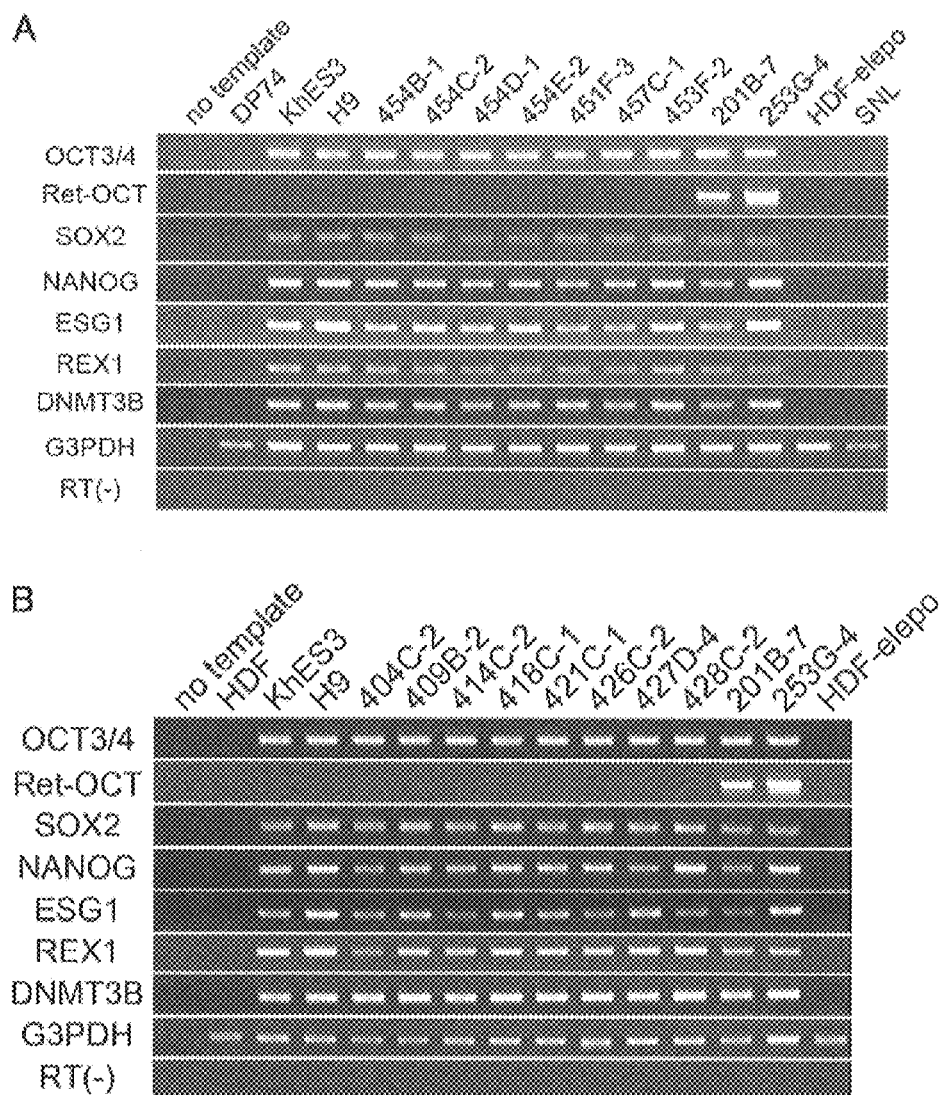 A
no template DP74 KhES3 H9 454B-1 454C-2 454D-1 454E-2 461F-3 457C-1 453F-2 201B-7 253G-4 HDF-elepo SNL
OCT3/4
Ret-OCT
SOX2
NANOG
ESG1
REX1
DNMT3B
G3PDH
RT(-)
B
no template HDF KhES3 H9 404C-2 409B-2 414C-2 418C-1 421C-1 426C-2 427D-4 428C-2 201B-7 253G-4 HDF-elepo
OCT3/4
Ret-OCT
SOX2
NANOG
ESG1
REX1
DNMT3B
G3PDH
RT(-)